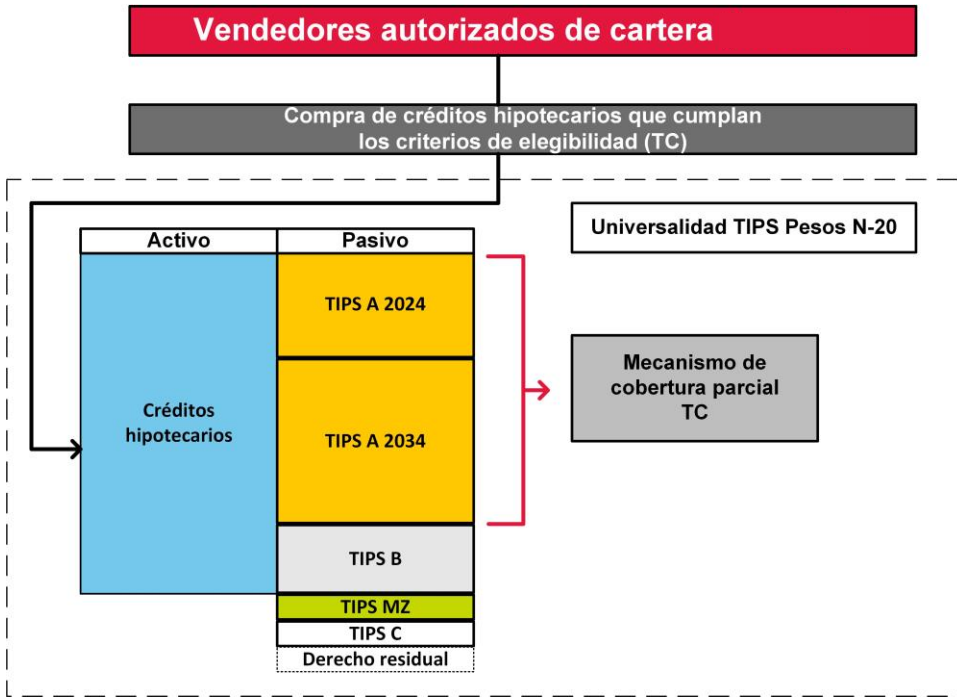 Vendedores autorizados de cartera
Compra de créditos hipotecarios que cumplan
los criterios de elegibilidad (TC)
Universalidad TIPS Pesos N-20
Activo
Pasivo
TIPS A 2024
Mecanismo de
cobertura parcial
TC
Créditos
hipotecarios
TIPS A 2034
TIPS B
TIPS MZ
TIPS C
Derecho residual